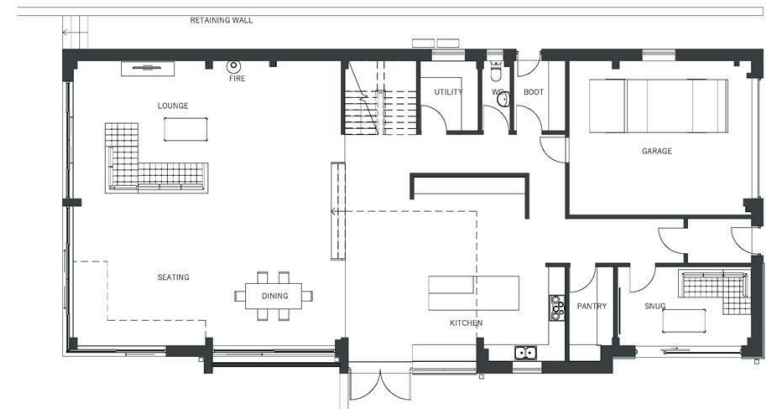 RETAINING WALL
FIRE
LOUNGE
UTILITY
WC
BOOT
GARAGE
SEATING
DINING
KITCHEN
PANTRY
SNUG